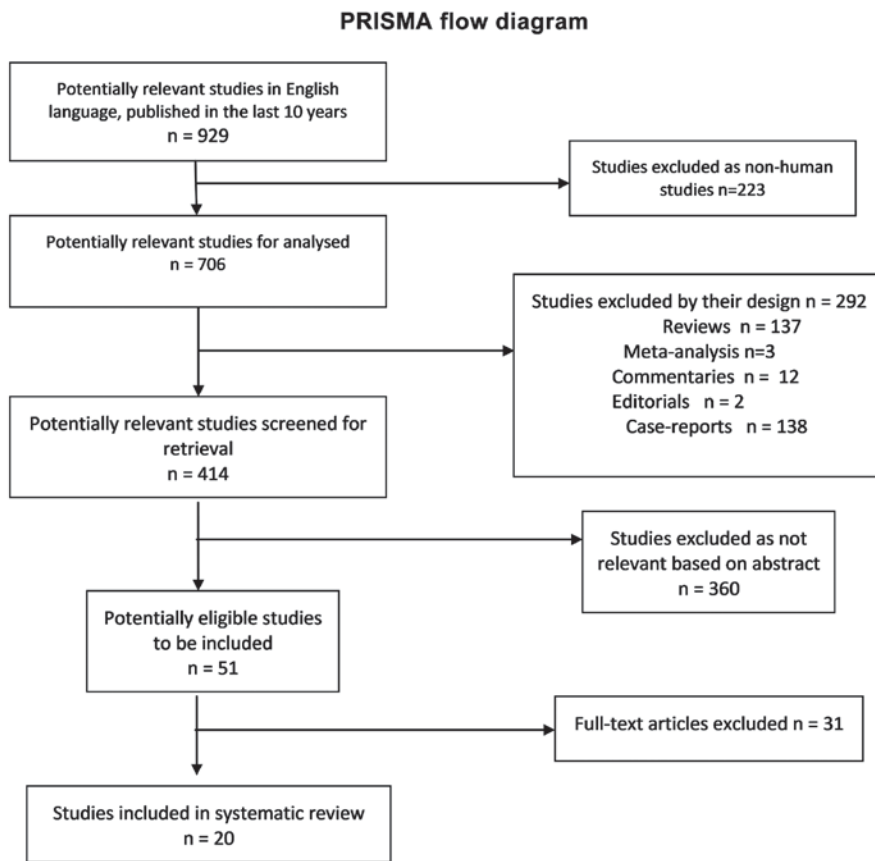 PRISMA flow diagram
Potentially relevant studies in English
language, published in the last 10 years
n = 929
Studies excluded as non-human
studies n=223
Potentially relevant studies for analysed
n = 706
Studies excluded by their design n = 292
Reviews n = 137
Meta-analysis n=3
Commentaries n = 12
Editorials n = 2
Case-reports n = 138
Potentially relevant studies screened for
retrieval
n = 414
Studies excluded as not
relevant based on abstract
n = 360
Potentially eligible studies
to be included
n = 51
Full-text articles excluded n = 31
Studies included in systematic review
n = 20